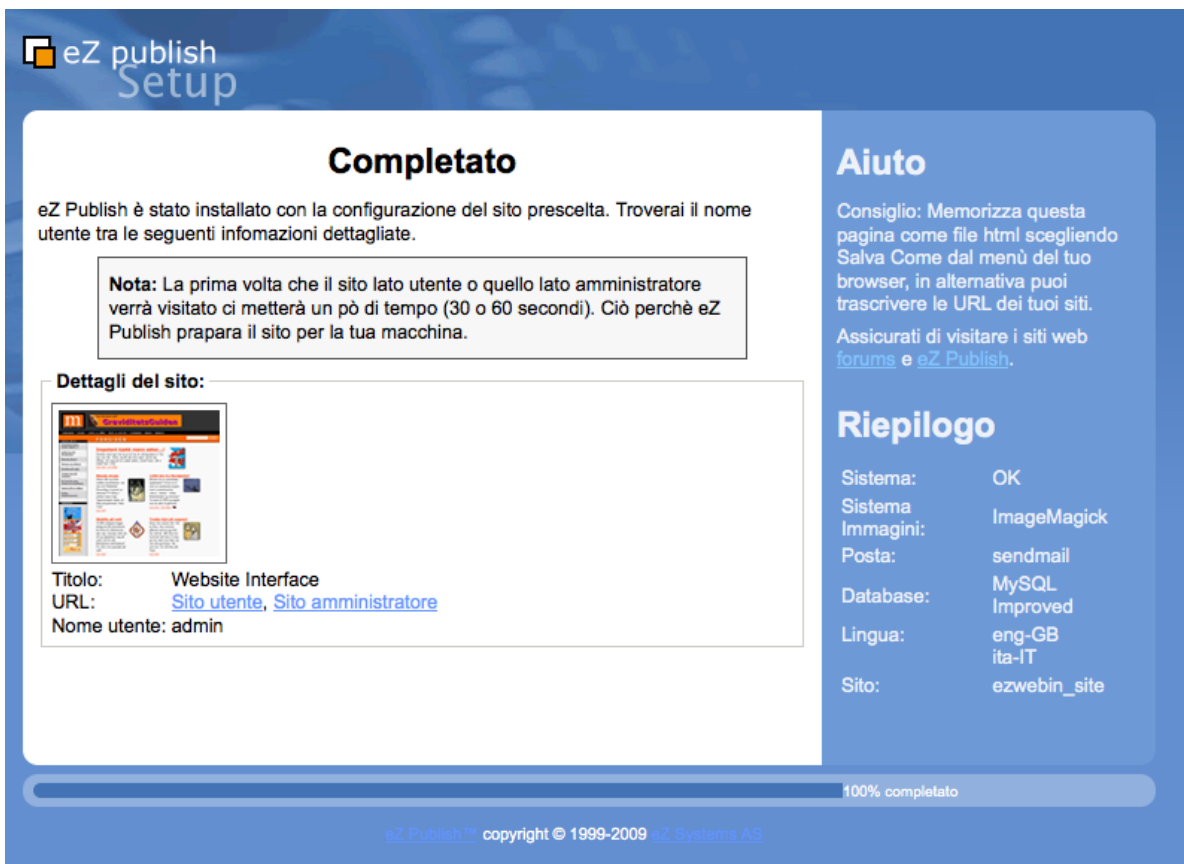 eZ publish
Setup
Completato
eZ Publish è stato installato con la configurazione del sito prescelta. Troverai il nome
utente tra le seguenti infomazioni dettagliate.
Nota: La prima volta che il sito lato utente o quello lato amministratore
verrà visitato ci metterà un pò di tempo (30 o 60 secondi). Ciò perchè eZ
Publish prapara il sito per la tua macchina.
Dettagli del sito:
m GraviditetsGuiden
Titolo: Website Interface
URL: Sito utente, Sito amministratore
Nome utente: admin
Aiuto
Consiglio: Memorizza questa
pagina come file html scegliendo
Salva Come dal menù del tuo
browser, in alternativa puoi
trascrivere le URL dei tuoi siti.
Assicurati di visitare i siti web
forums e eZ Publish.
Riepilogo
Sistema: OK
Sistema
Immagini: ImageMagick
Posta: sendmail
Database: MySQL
Improved
Lingua: eng-GB
ita-IT
Sito: ezwebin_site
100% completato
eZ Publish™ copyright © 1999-2009 eZ Systems AS